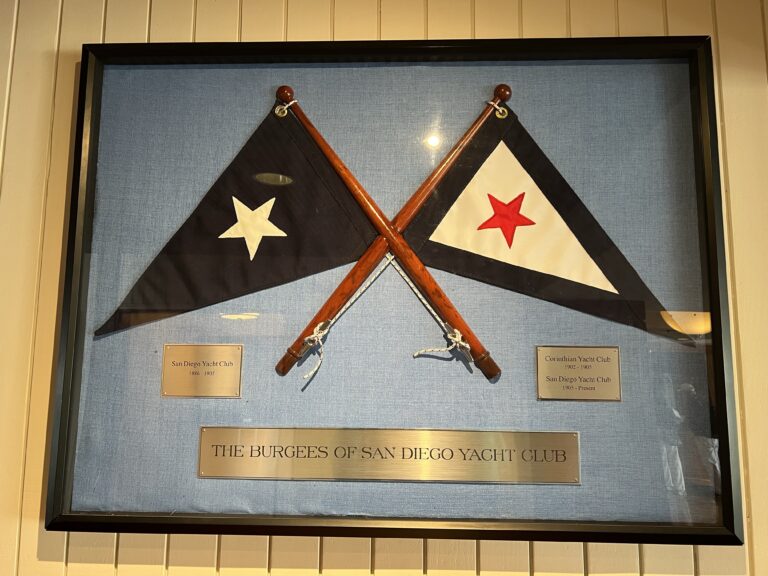 San Diego Yacht Club
1886 - 1905
Corinthian Yacht Club
1902 - 1905
San Diego Yacht Club
1905 - Present
THE BURGEES OF SAN DIEGO YACHT CLUB